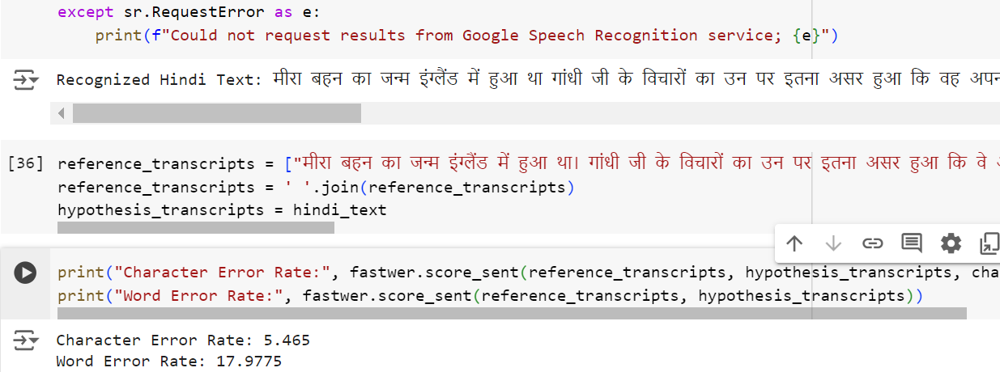 except sr.RequestError as e:
print(f"Could not request results from Google Speech Recognition service; {e}")
Recognized Hindi Text: मीरा बहन का जन्म इंग्लैंड में हुआ था गांधी जी के विचारों का उन पर इतना असर हुआ कि वह
[36] reference_transcripts = ["मीरा बहन का जन्म इंग्लैंड में हुआ था। गांधी जी के विचारों का उन पर इतना असर हुआ कि वे
reference_transcripts = ' '.join(reference_transcripts)
hypothesis_transcripts = hindi_text
print("Character Error Rate:", fastwer.score_sent(reference_transcripts, hypothesis_transcripts, cha
print("Word Error Rate:", fastwer.score_sent(reference_transcripts, hypothesis_transcripts))
Character Error Rate: 5.465
Word Error Rate: 17.9775